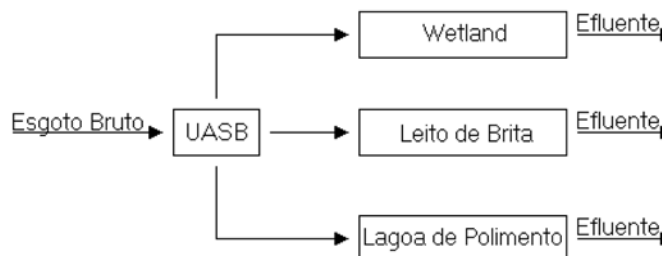 Wetland
Efluente
Esgoto Bruto
UASB
Leito de Brita
Efluente
Lagoa de Polimento
Efluente